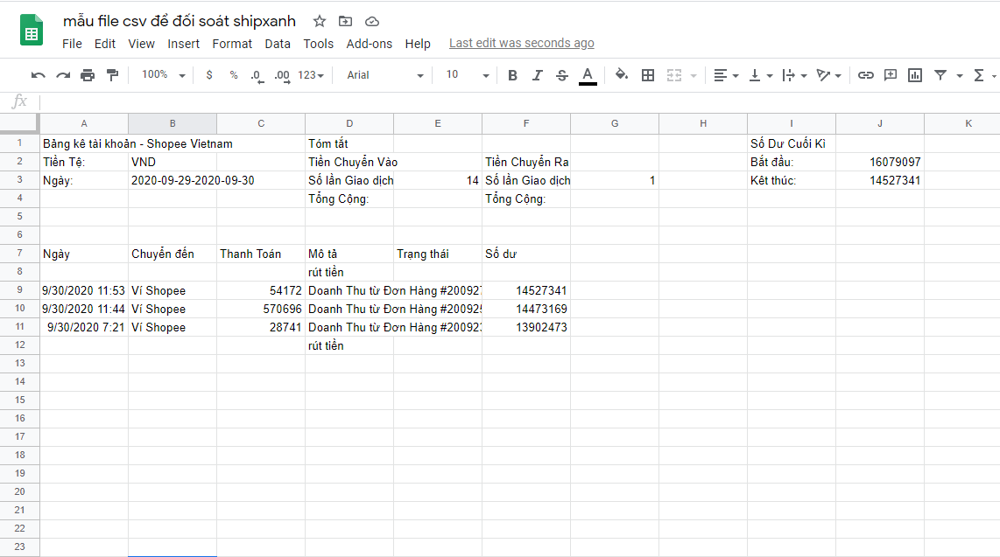 mẫu file csv để đối soát shipxanh
File Edit View Insert Format Data Tools Add-ons Help Last edit was seconds ago
100% $ % .0 .00 123 Arial 10 B I S A
fx
A B C D E F G H I J K
1 Bảng kê tài khoản - Shopee Vietnam Tóm tắt Số Dư Cuối Kì
2 Tiền Tệ: VND Tiền Chuyển Vào Tiền Chuyển Ra Bắt đầu: 16079097
3 Ngày: 2020-09-29-2020-09-30 Số lần Giao dịch 14 Số lần Giao dịch 1 Kết thúc: 14527341
4 Tổng Cộng: Tổng Cộng:
5
6
7 Ngày Chuyển đến Thanh Toán Mô tả Trạng thái Số dư
8 rút tiền
9 9/30/2020 11:53 Ví Shopee 54172 Doanh Thu từ Đơn Hàng #200927 14527341
10 9/30/2020 11:44 Ví Shopee 570696 Doanh Thu từ Đơn Hàng #200925 14473169
11 9/30/2020 7:21 Ví Shopee 28741 Doanh Thu từ Đơn Hàng #200923 13902473
12 rút tiền
13
14
15
16
17
18
19
20
21
22
23